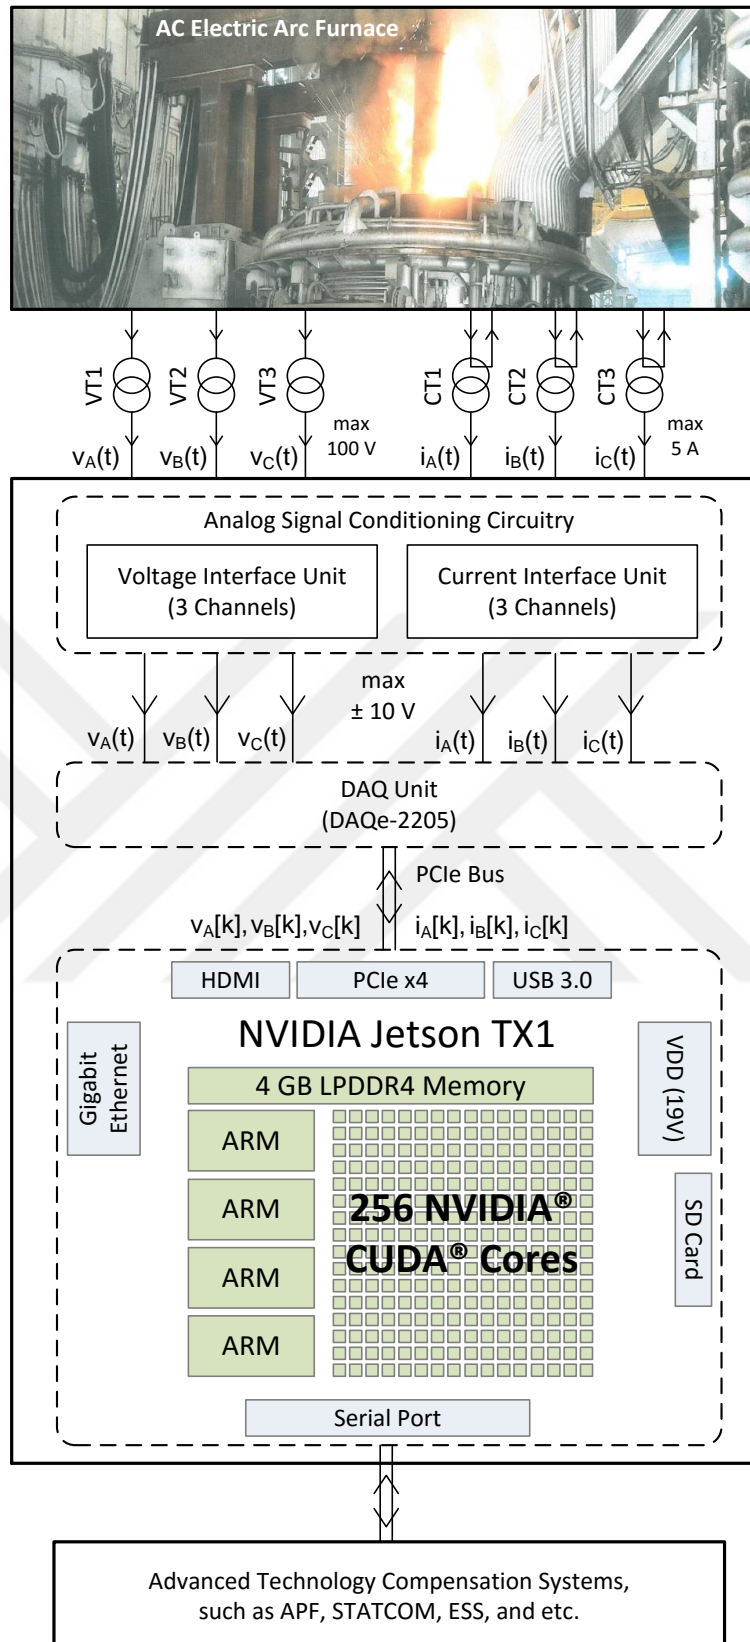 AC Electric Arc Furnace
VT1
VT2
VT3
CT1
CT2
CT3
max
100 V
max
5 A
vA(t)
vB(t)
vC(t)
iA(t)
iB(t)
iC(t)
Analog Signal Conditioning Circuitry
Voltage Interface Unit
(3 Channels)
Current Interface Unit
(3 Channels)
max
± 10 V
vA(t)
vB(t)
vC(t)
iA(t)
iB(t)
iC(t)
DAQ Unit
(DAQe-2205)
PCIe Bus
vA[k], vB[k],vC[k]
iA[k], iB[k], iC[k]
HDMI
PCIe x4
USB 3.0
NVIDIA Jetson TX1
Gigabit
Ethernet
VDD (19V)
4 GB LPDDR4 Memory
ARM
ARM
ARM
ARM
256 NVIDIA®
CUDA® Cores
SD Card
Serial Port
Advanced Technology Compensation Systems,
such as APF, STATCOM, ESS, and etc.